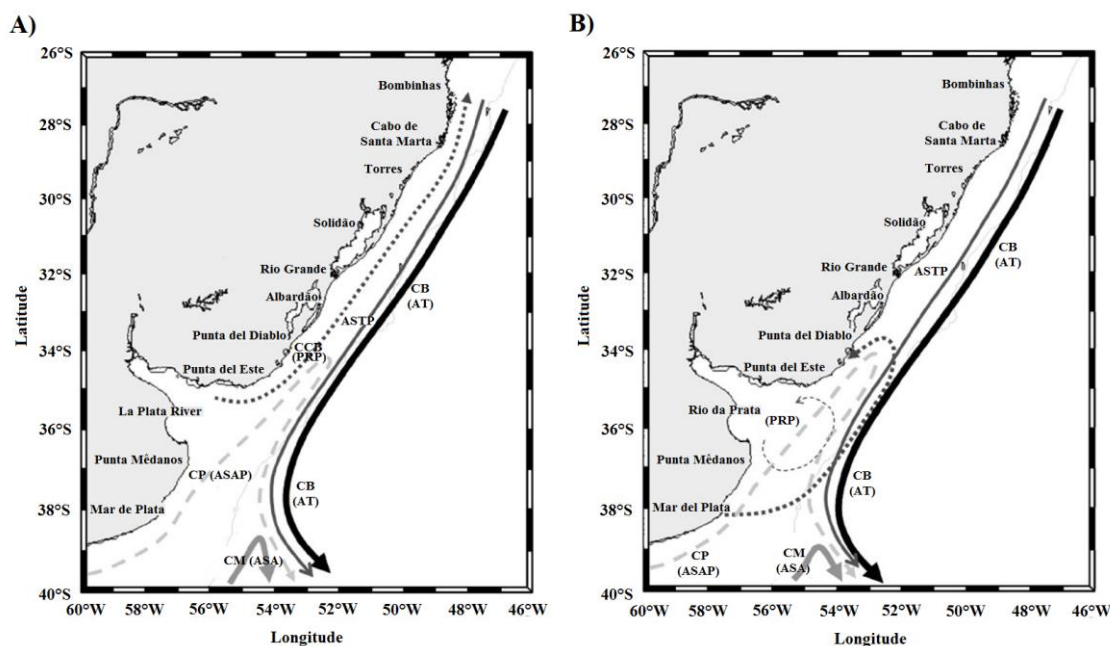 A)
26°S
28°S
30°S
32°S
34°S
36°S
38°S
40°S
Latitude
Bombinhas
Cabo de
Santa Marta
Torres
Solidão
Rio Grande
CB
(AT)
Albardão
ASTP
Punta del Diablo
CCB
(PRP)
Punta del Este
La Plata River
Punta Mêdanos
CP (ASAP)
CB
(AT)
Mar de Plata
CM (ASA)
60°W 58°W 56°W 54°W 52°W 50°W 48°W 46°W
Longitude
B)
26°S
28°S
30°S
32°S
34°S
36°S
38°S
40°S
Latitude
Bombinhas
Cabo de
Santa Marta
Torres
Solidão
CB
(AT)
Rio Grande
ASTP
Albardão
Punta del Diablo
Punta del Este
Rio da Prata
(PRP)
Punta Mêdanos
CB
(AT)
Mar del Plata
CP
(ASAP)
CM
(ASA)
60°W 58°W 56°W 54°W 52°W 50°W 48°W 46°W
Longitude